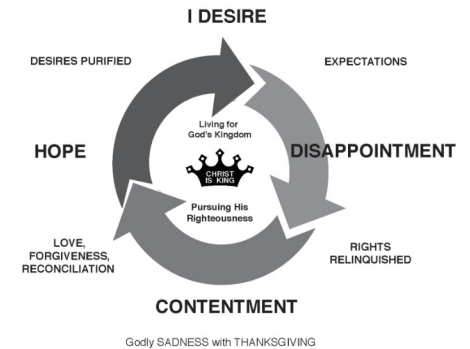 I DESIRE
DESIRES PURIFIED
EXPECTATIONS
Living for
God's Kingdom
HOPE
CHRIST
IS KING
DISAPPOINTMENT
Pursuing His
Righteousness
LOVE,
FORGIVENESS,
RECONCILIATION
RIGHTS
RELINQUISHED
CONTENTMENT
Godly SADNESS with THANKSGIVING